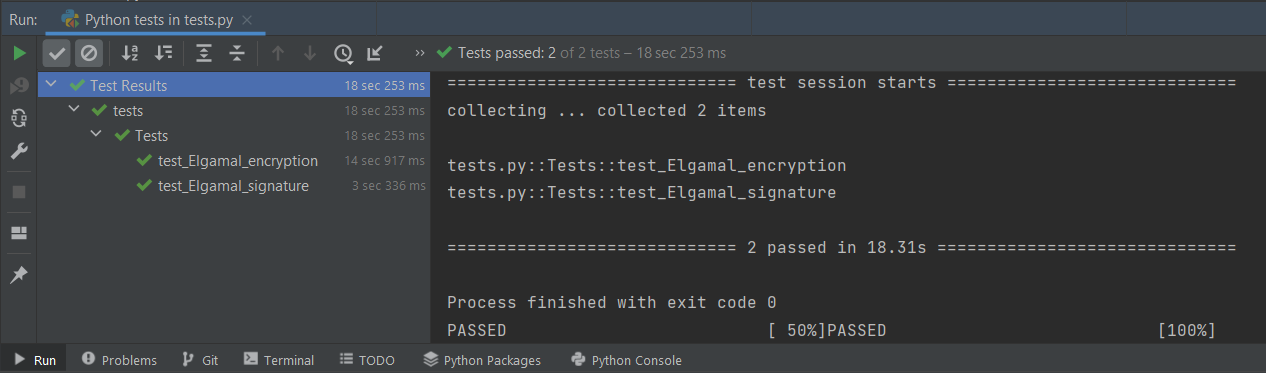 Run: Python tests in tests.py ×
» Tests passed: 2 of 2 tests – 18 sec 253 ms
Test Results 18 sec 253 ms
tests 18 sec 253 ms
Tests 18 sec 253 ms
test_Elgamal_encryption 14 sec 917 ms
test_Elgamal_signature 3 sec 336 ms
============================= test session starts =============================
collecting ... collected 2 items
tests.py::Tests::test_Elgamal_encryption
tests.py::Tests::test_Elgamal_signature
============================= 2 passed in 18.31s ==============================
Process finished with exit code 0
PASSED [ 50%]PASSED [100%]
Run Problems Git Terminal TODO Python Packages Python Console